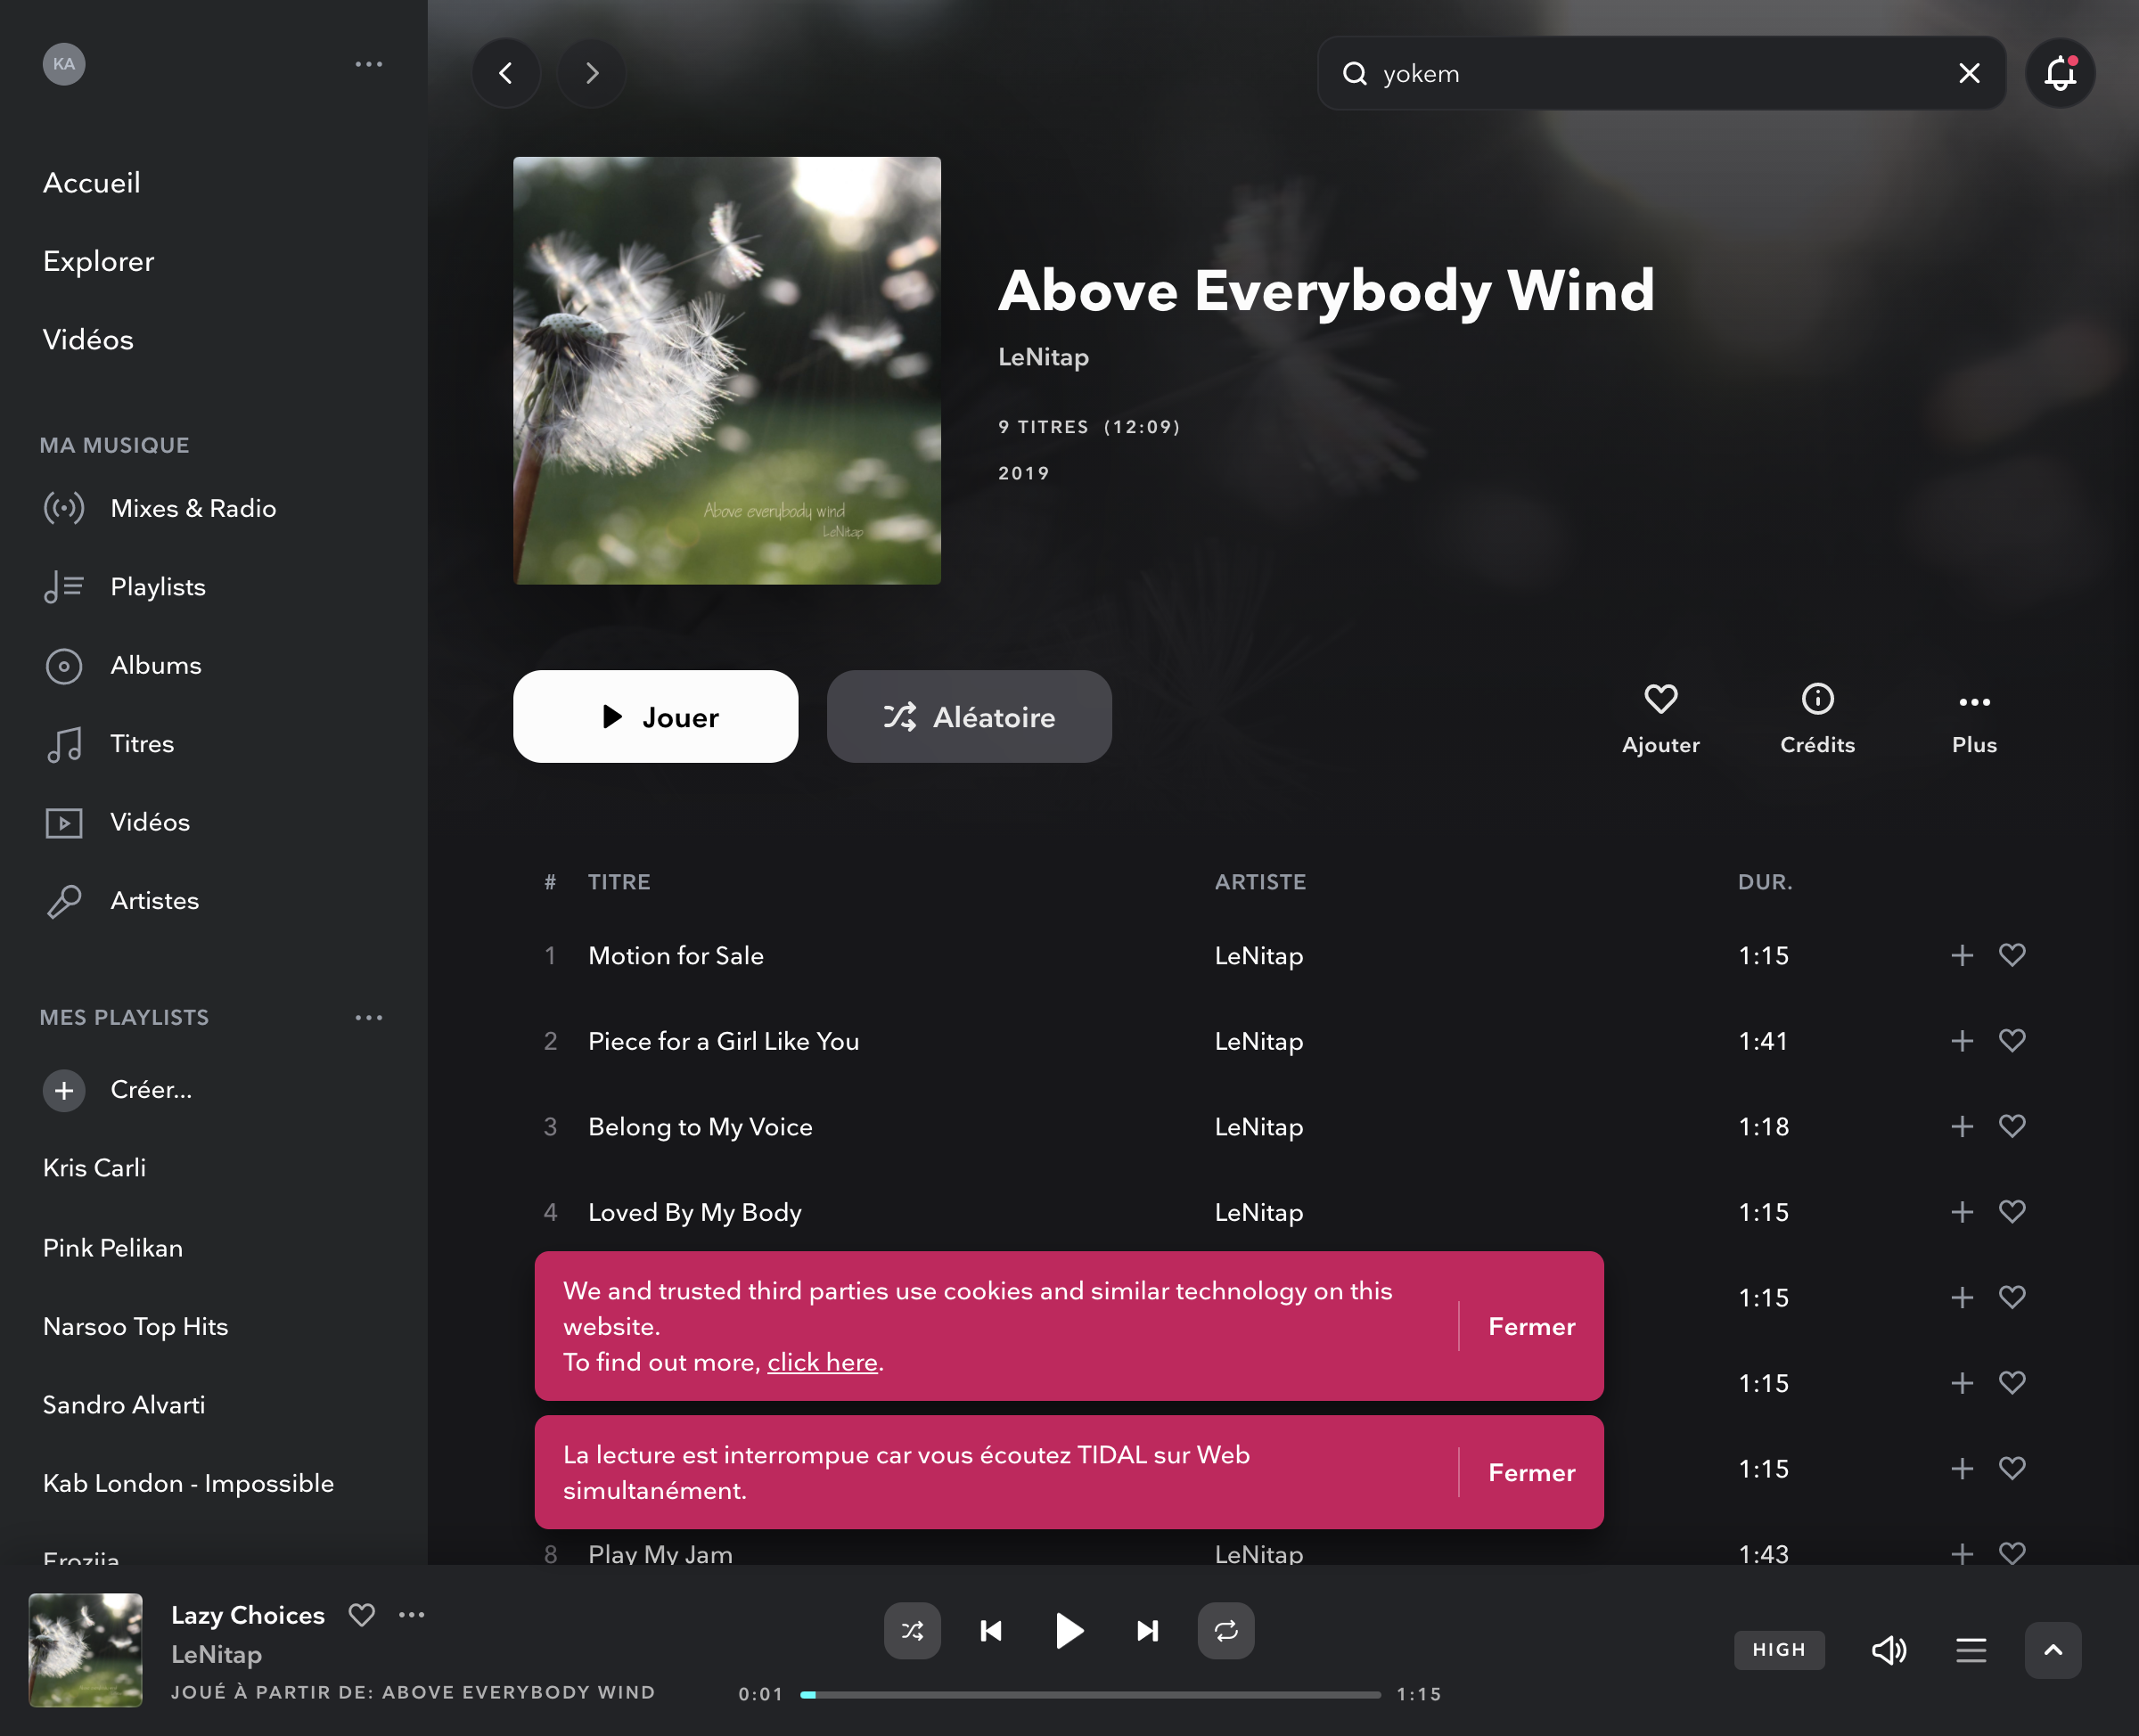 KA
yokem
Accueil
Explorer
Vidéos
MA MUSIQUE
Mixes & Radio
Playlists
Albums
Titres
Vidéos
Artistes
MES PLAYLISTS
Créer...
Kris Carli
Pink Pelikan
Narsoo Top Hits
Sandro Alvarti
Kab London - Impossible
Erozija
Above everybody wind
LeNitap
Above Everybody Wind
LeNitap
9 TITRES (12:09)
2019
Jouer
Aléatoire
Ajouter
Crédits
Plus
# TITRE ARTISTE DUR.
1 Motion for Sale LeNitap 1:15
2 Piece for a Girl Like You LeNitap 1:41
3 Belong to My Voice LeNitap 1:18
4 Loved By My Body LeNitap 1:15
1:15
1:15
1:15
We and trusted third parties use cookies and similar technology on this
website.
To find out more, click here.
Fermer
La lecture est interrompue car vous écoutez TIDAL sur Web
simultanément.
Fermer
8 Play My Jam LeNitap 1:43
Lazy Choices
LeNitap
JOUÉ À PARTIR DE: ABOVE EVERYBODY WIND
0:01
1:15
HIGH